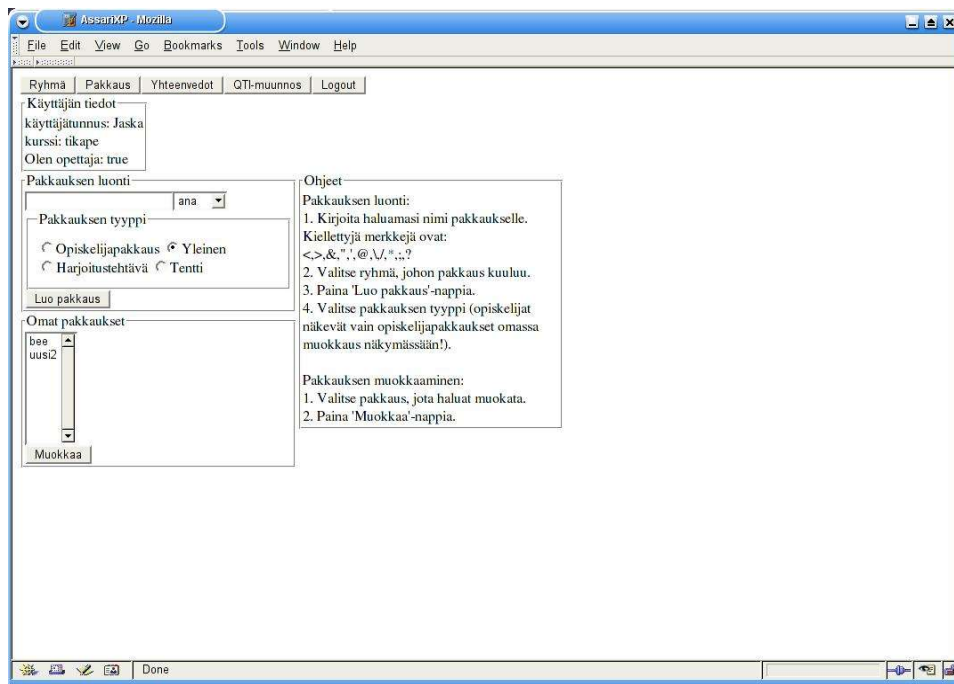 AssariXP - Mozilla
File Edit View Go Bookmarks Tools Window Help
Ryhmä Pakkaus Yhteenvedot QTI-muunnos Logout
Käyttäjän tiedot
käyttäjätunnus: Jaska
kurssi: tikape
Olen opettaja: true
Pakkauksen luonti
ana
Pakkauksen tyyppi
Opiskelijapakkaus Yleinen
Harjoitustehtävä Tentti
Luo pakkaus
Omat pakkaukset
bee
uusi2
Muokkaa
Ohjeet
Pakkauksen luonti:
1. Kirjoita haluamasi nimi pakkaukselle.
Kiellettyjä merkkejä ovat:
<,>,&,",',@,\,/,*,:,;,?
2. Valitse ryhmä, johon pakkaus kuuluu.
3. Paina 'Luo pakkaus'-nappia.
4. Valitse pakkauksen tyyppi (opiskelijat
näkevät vain opiskelijapakkaukset omassa
muokkaus näkymässään!).
Pakkauksen muokkaaminen:
1. Valitse pakkaus, jota haluat muokata.
2. Paina 'Muokkaa'-nappia.
Done